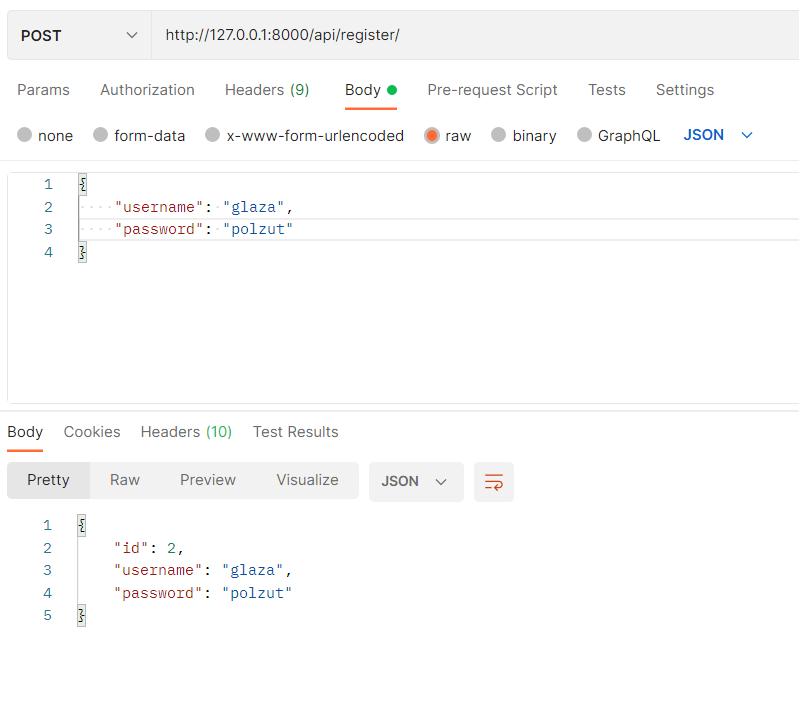 POST http://127.0.0.1:8000/api/register/
Params Authorization Headers (9) Body Pre-request Script Tests Settings
none form-data x-www-form-urlencoded raw binary GraphQL JSON
1 {
2 "username": "glaza",
3 "password": "polzut"
4 }
Body Cookies Headers (10) Test Results
Pretty Raw Preview Visualize JSON
1 {
2 "id": 2,
3 "username": "glaza",
4 "password": "polzut"
5 }